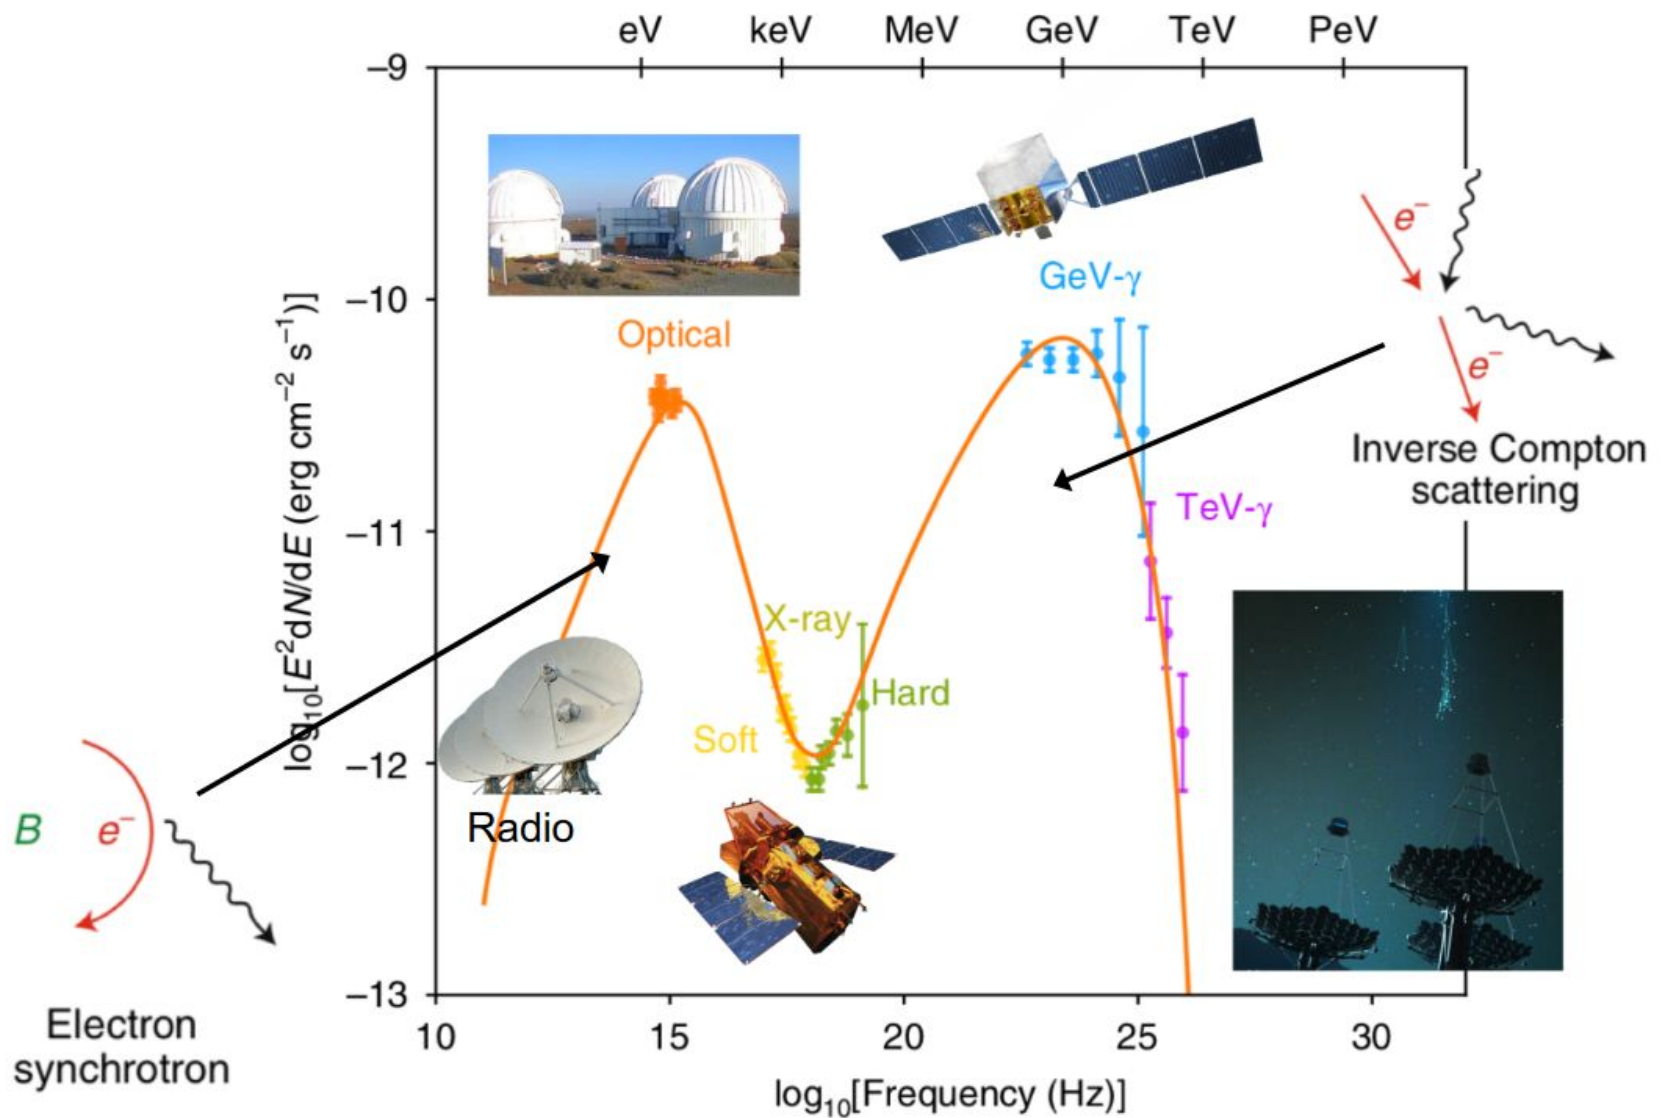 eV keV MeV GeV TeV PeV
−9
−10
−11
−12
−13
log₁₀[E²dN/dE (erg cm⁻² s⁻¹)]
Optical
GeV-γ
e⁻
e⁻
Inverse Compton
scattering
TeV-γ
X-ray
Hard
Soft
Radio
B e⁻
Electron
synchrotron
10 15 20 25 30
log₁₀[Frequency (Hz)]